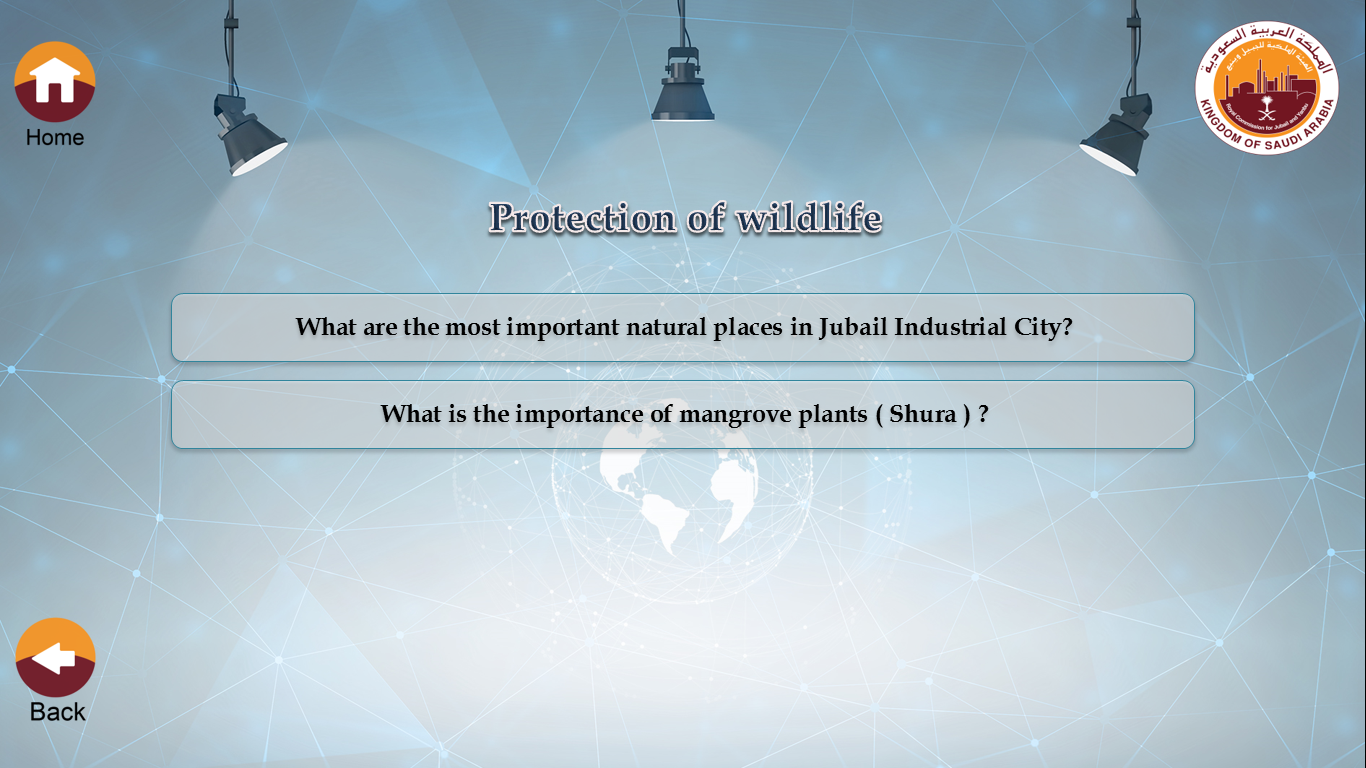 Home
المملكة العربية السعودية
الهيئة الملكية للجبيل وينبع
Royal Commission for Jubail and Yanbu
KINGDOM OF SAUDI ARABIA
Protection of wildlife
What are the most important natural places in Jubail Industrial City?
What is the importance of mangrove plants ( Shura ) ?
Back